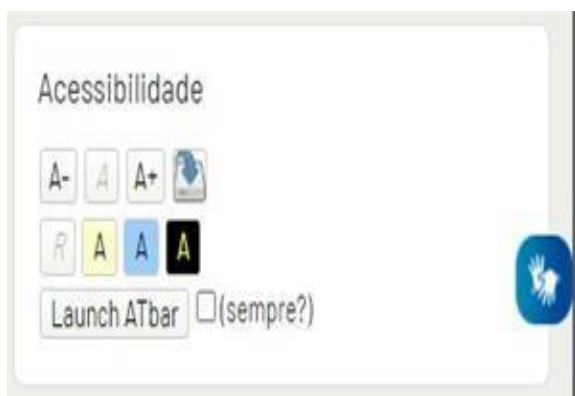 Acessibilidade
A- A A+
R A A A
Launch ATbar (sempre?)